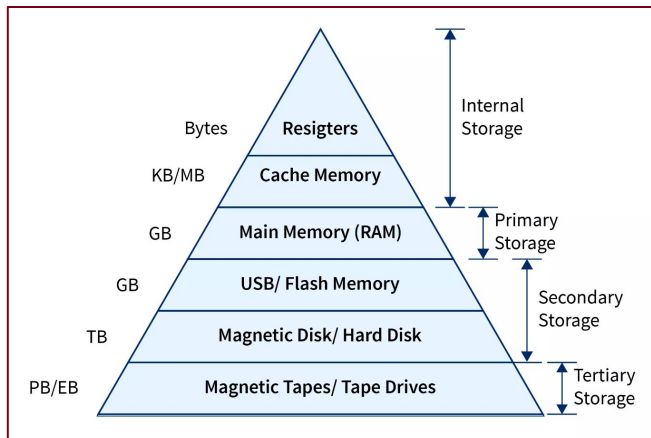 Bytes
Resigters
Internal
Storage
KB/MB
Cache Memory
GB
Main Memory (RAM)
Primary
Storage
GB
USB/ Flash Memory
Secondary
Storage
TB
Magnetic Disk/ Hard Disk
PB/EB
Magnetic Tapes/ Tape Drives
Tertiary
Storage